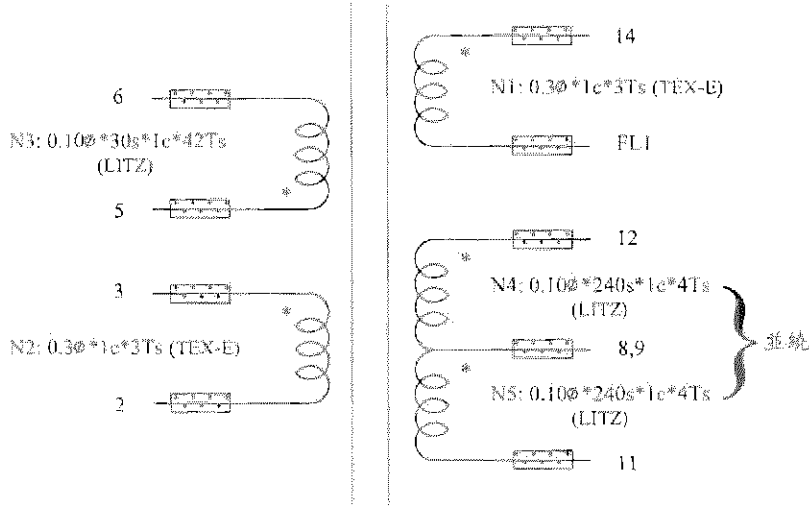 6
N3: 0.10ø*30s*1c*42Ts
(LITZ)
*
5
3
*
N2: 0.3ø*1c*3Ts (TEX-E)
2
14
*
N1: 0.3ø*1c*3Ts (TEX-E)
FL1
12
*
N4: 0.10ø*240s*1c*4Ts
(LITZ)
8,9
*
N5: 0.10ø*240s*1c*4Ts
(LITZ)
11
並繞